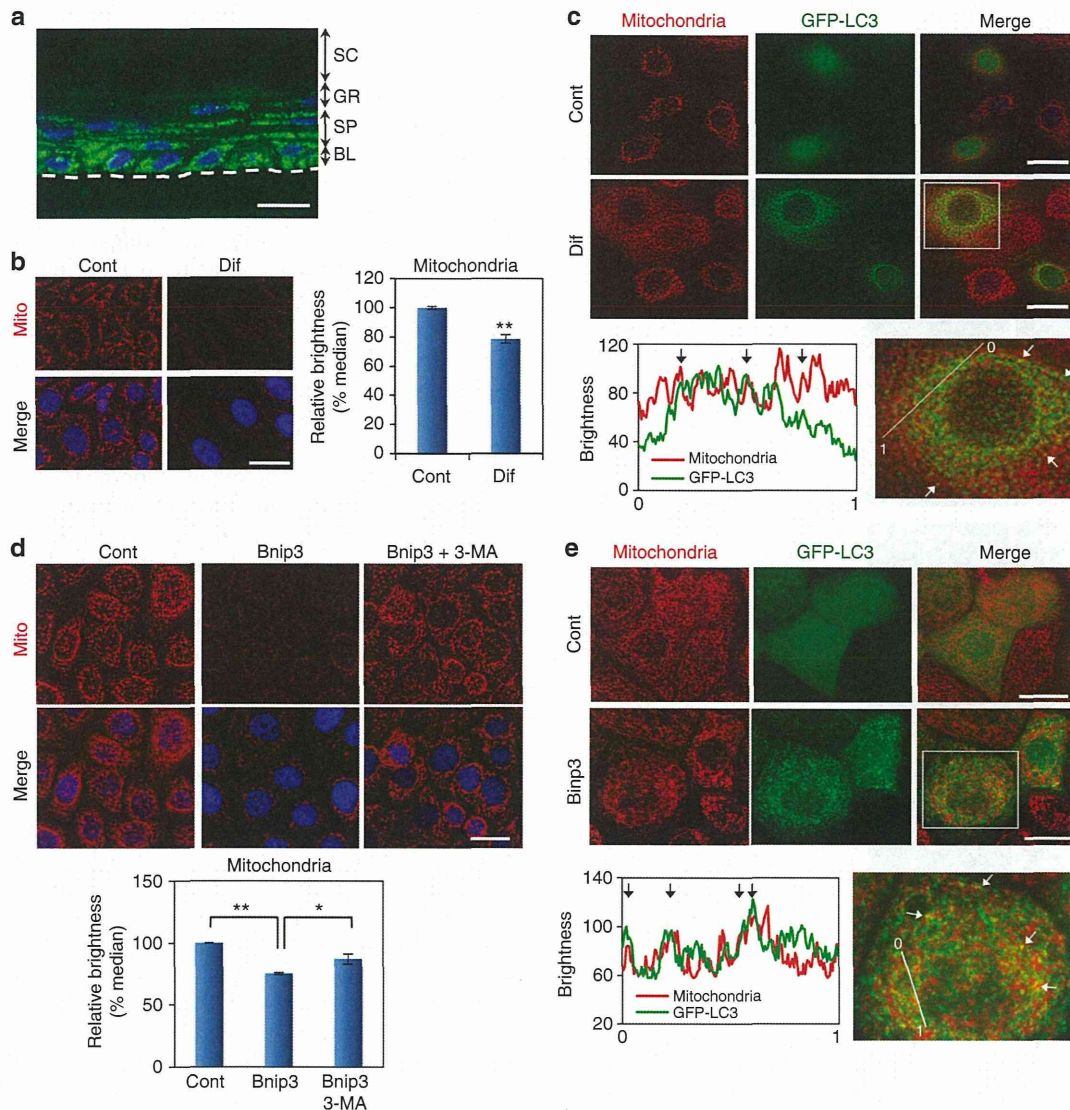 a
SC
GR
SP
BL
b
Cont
Dif
Mito
Merge
Mitochondria
Relative brightness
(% median)
120
100
80
60
40
20
0
**
Cont
Dif
c
Mitochondria
GFP-LC3
Merge
Cont
Dif
Brightness
120
80
40
0
Mitochondria
GFP-LC3
0
1
0
1
d
Cont
Bnip3
Bnip3 + 3-MA
Mito
Merge
Mitochondria
Relative brightness
(% median)
150
100
50
0
**
*
Cont
Bnip3
Bnip3
3-MA
e
Mitochondria
GFP-LC3
Merge
Cont
Binp3
Brightness
140
100
60
20
Mitochondria
GFP-LC3
0
1
0
1